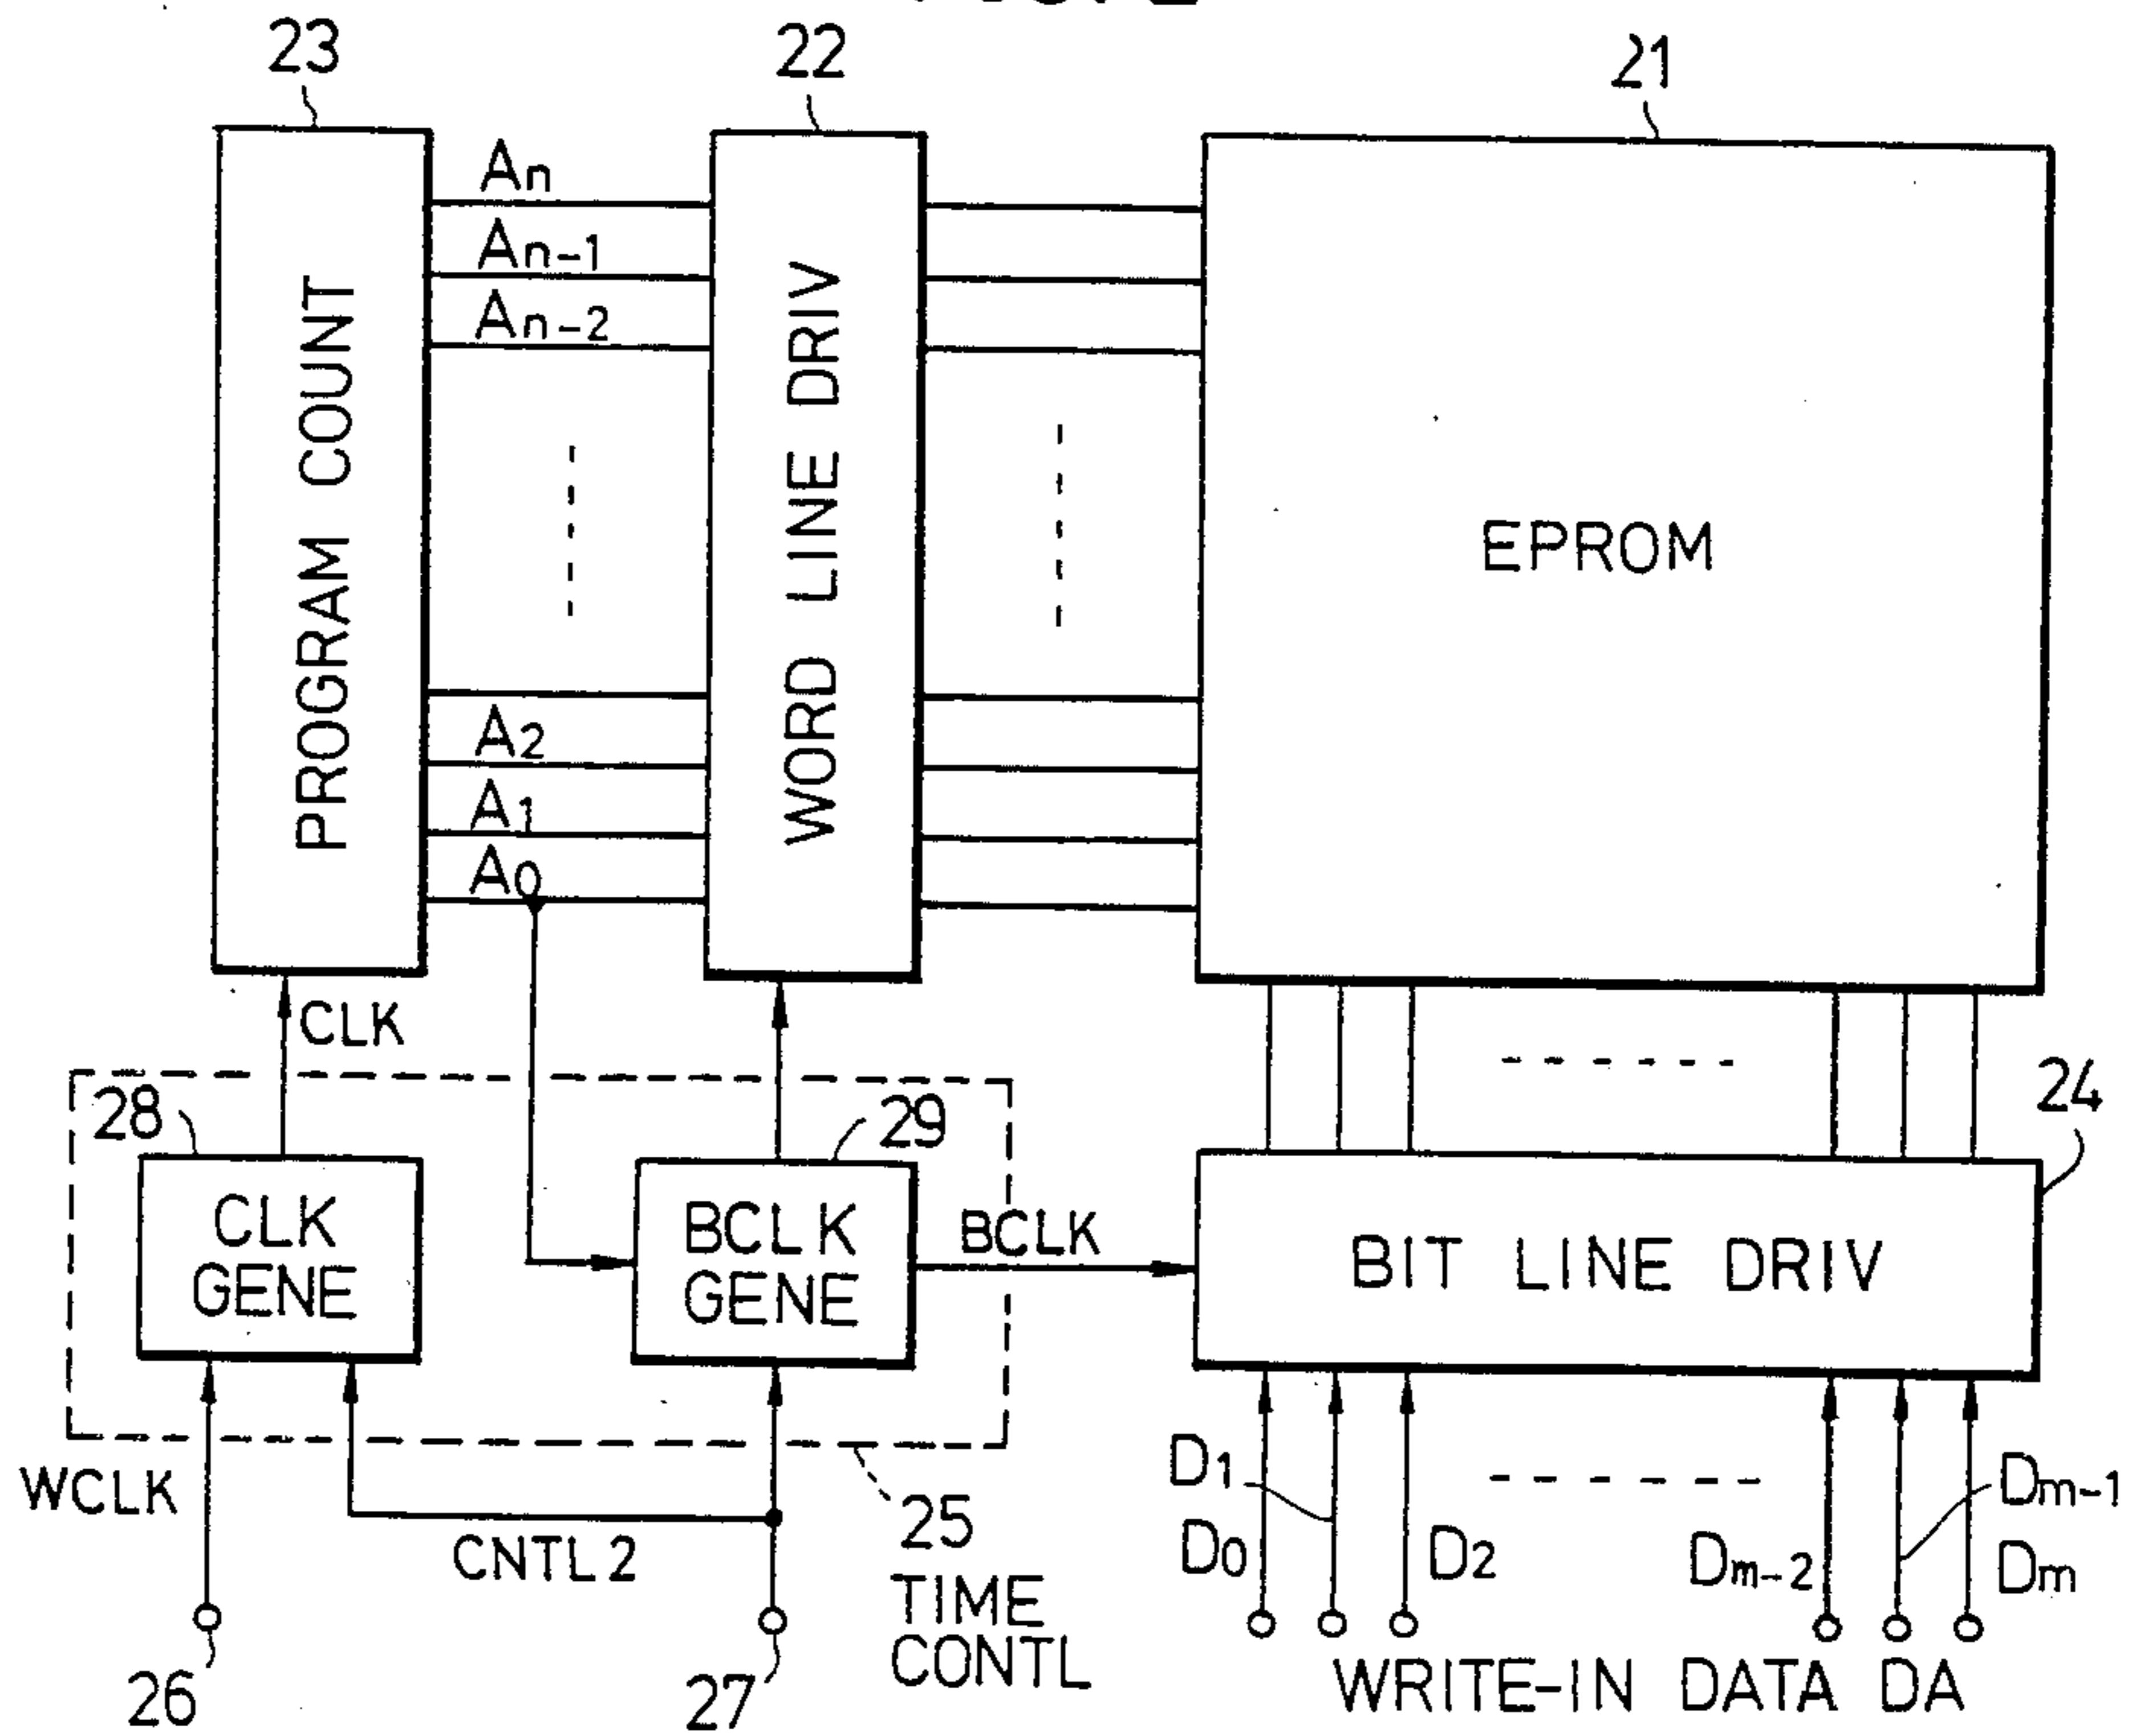 23
22
21
An
An-1
An-2
A2
A1
A0
PROGRAM COUNT
WORD LINE DRIV
EPROM
CLK
28
29
24
CLK
GENE
BCLK
GENE
BCLK
BIT LINE DRIV
WCLK
CNTL2
25
TIME
CONTL
D1
D0
D2
Dm-2
Dm-1
Dm
26
27
WRITE-IN DATA DA